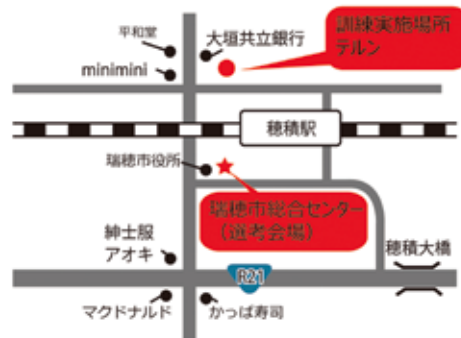 平和堂
大垣共立銀行
訓練実施場所
テルン
minimini
穂積駅
瑞穂市役所
瑞穂市総合センター
（選考会場）
紳士服
アオキ
穂積大橋
R21
マクドナルド
かっぱ寿司